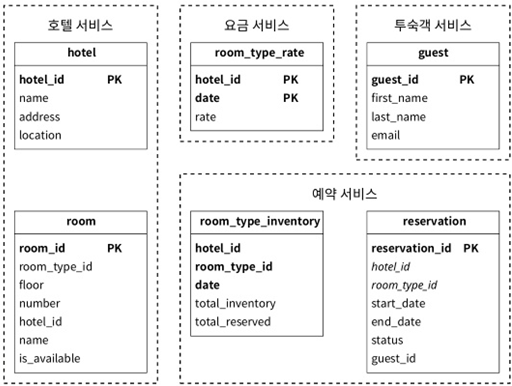 호텔 서비스
hotel
hotel_id PK
name
address
location
room
room_id PK
room_type_id
floor
number
hotel_id
name
is_available
요금 서비스
room_type_rate
hotel_id PK
date PK
rate
투숙객 서비스
guest
guest_id PK
first_name
last_name
email
예약 서비스
room_type_inventory
hotel_id
room_type_id
date
total_inventory
total_reserved
reservation
reservation_id PK
hotel_id
room_type_id
start_date
end_date
status
guest_id